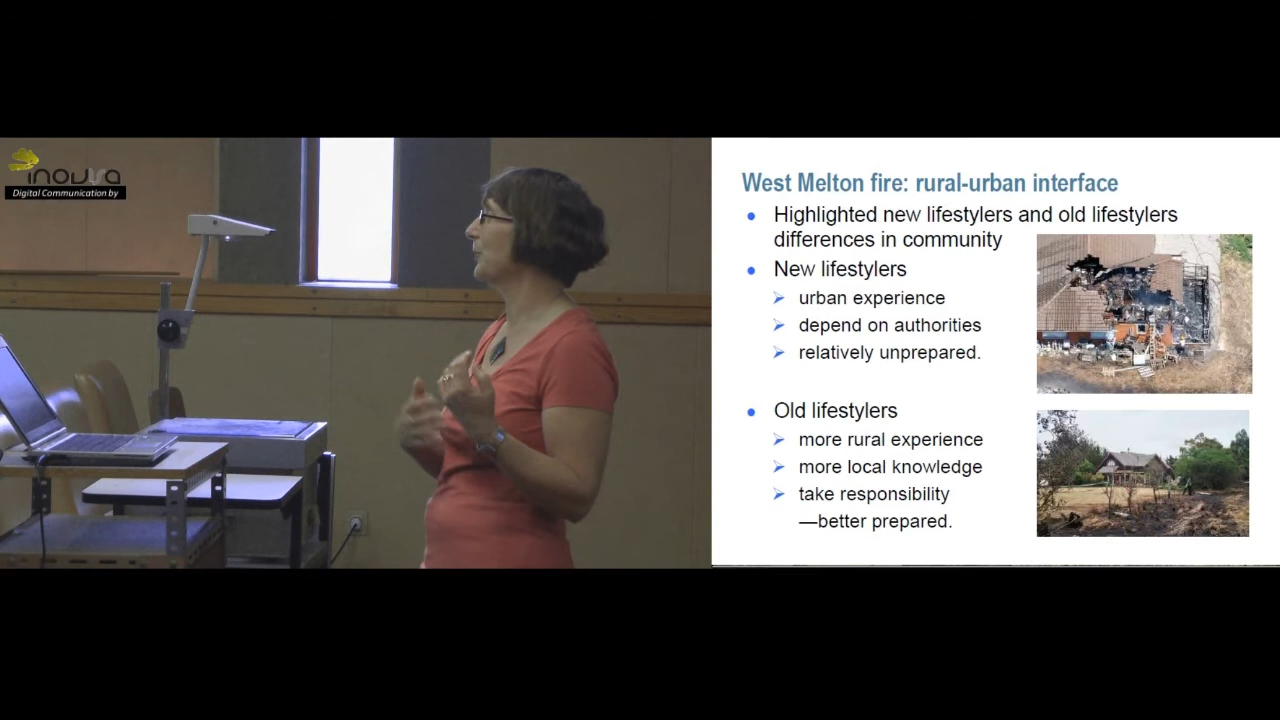 inovra
Digital Communication by
West Melton fire: rural-urban interface
Highlighted new lifestylers and old lifestylers
differences in community
New lifestylers
urban experience
depend on authorities
relatively unprepared.
Old lifestylers
more rural experience
more local knowledge
take responsibility
—better prepared.